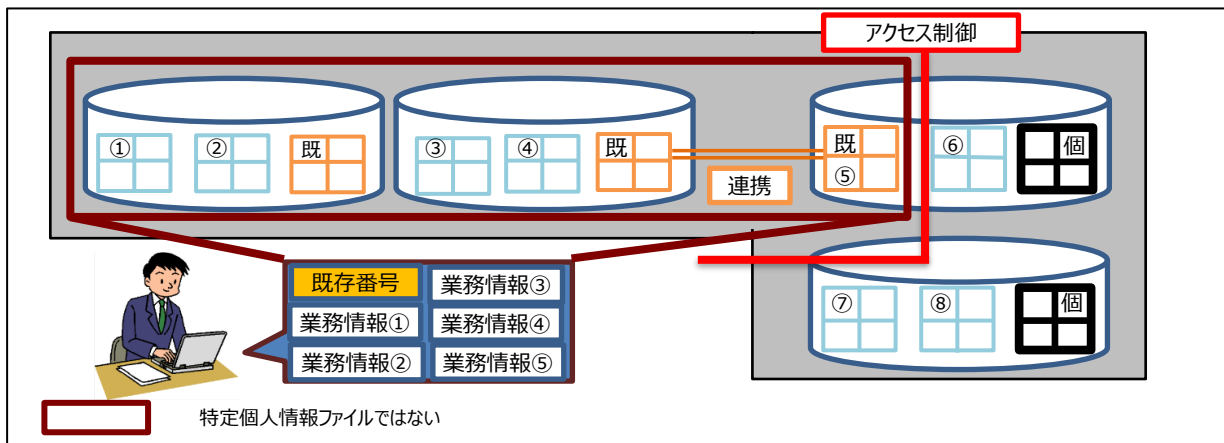 アクセス制御
① ② 既 ③ ④ 既 既 ⑥ 個
⑤
連携
既存番号 業務情報③
業務情報① 業務情報④
業務情報② 業務情報⑤
⑦ ⑧ 個
特定個人情報ファイルではない